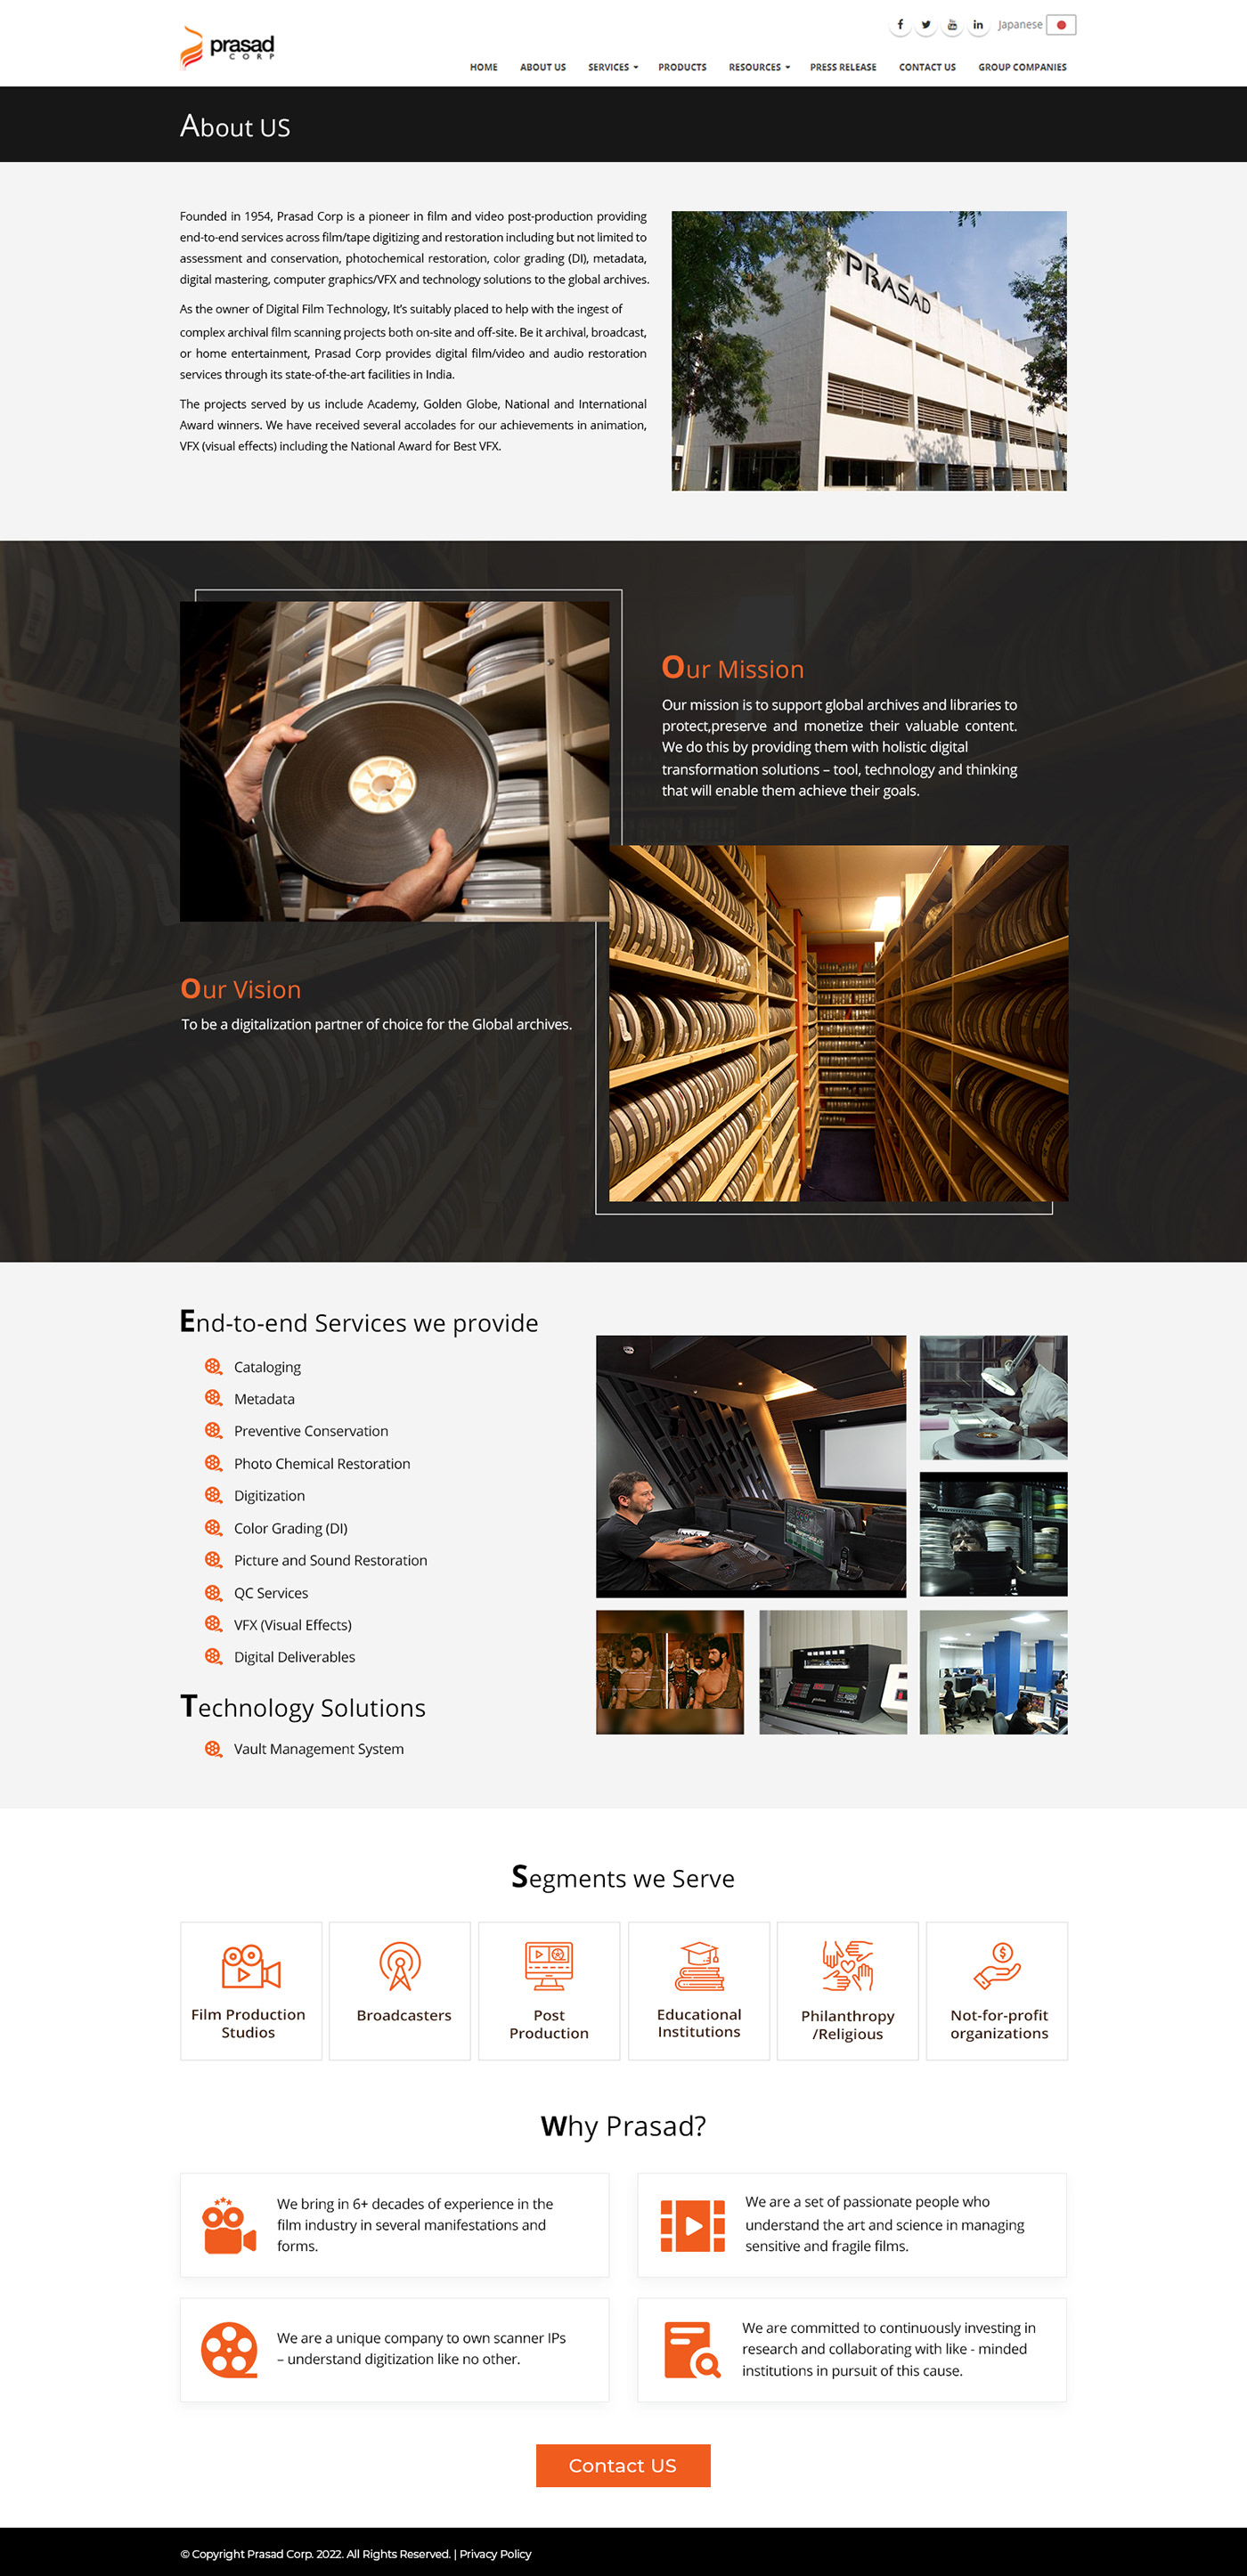 prasad
CORP
Japanese
HOME ABOUT US SERVICES PRODUCTS RESOURCES PRESS RELEASE CONTACT US GROUP COMPANIES
About US
Founded in 1954, Prasad Corp is a pioneer in film and video post-production providing
end-to-end services across film/tape digitizing and restoration including but not limited to
assessment and conservation, photochemical restoration, color grading (DI), metadata,
digital mastering, computer graphics/VFX and technology solutions to the global archives.
As the owner of Digital Film Technology, It's suitably placed to help with the ingest of
complex archival film scanning projects both on-site and off-site. Be it archival, broadcast,
or home entertainment, Prasad Corp provides digital film/video and audio restoration
services through its state-of-the-art facilities in India.
The projects served by us include Academy, Golden Globe, National and International
Award winners. We have received several accolades for our achievements in animation,
VFX (visual effects) including the National Award for Best VFX.
PRASAD
Our Mission
Our mission is to support global archives and libraries to
protect,preserve and monetize their valuable content.
We do this by providing them with holistic digital
transformation solutions – tool, technology and thinking
that will enable them achieve their goals.
Our Vision
To be a digitalization partner of choice for the Global archives.
End-to-end Services we provide
Cataloging
Metadata
Preventive Conservation
Photo Chemical Restoration
Digitization
Color Grading (DI)
Picture and Sound Restoration
QC Services
VFX (Visual Effects)
Digital Deliverables
Technology Solutions
Vault Management System
Segments we Serve
Film Production
Studios
Broadcasters
Post
Production
Educational
Institutions
Philanthropy
/Religious
Not-for-profit
organizations
Why Prasad?
We bring in 6+ decades of experience in the
film industry in several manifestations and
forms.
We are a set of passionate people who
understand the art and science in managing
sensitive and fragile films.
We are a unique company to own scanner IPs
– understand digitization like no other.
We are committed to continuously investing in
research and collaborating with like - minded
institutions in pursuit of this cause.
Contact US
© Copyright Prasad Corp. 2022. All Rights Reserved. | Privacy Policy